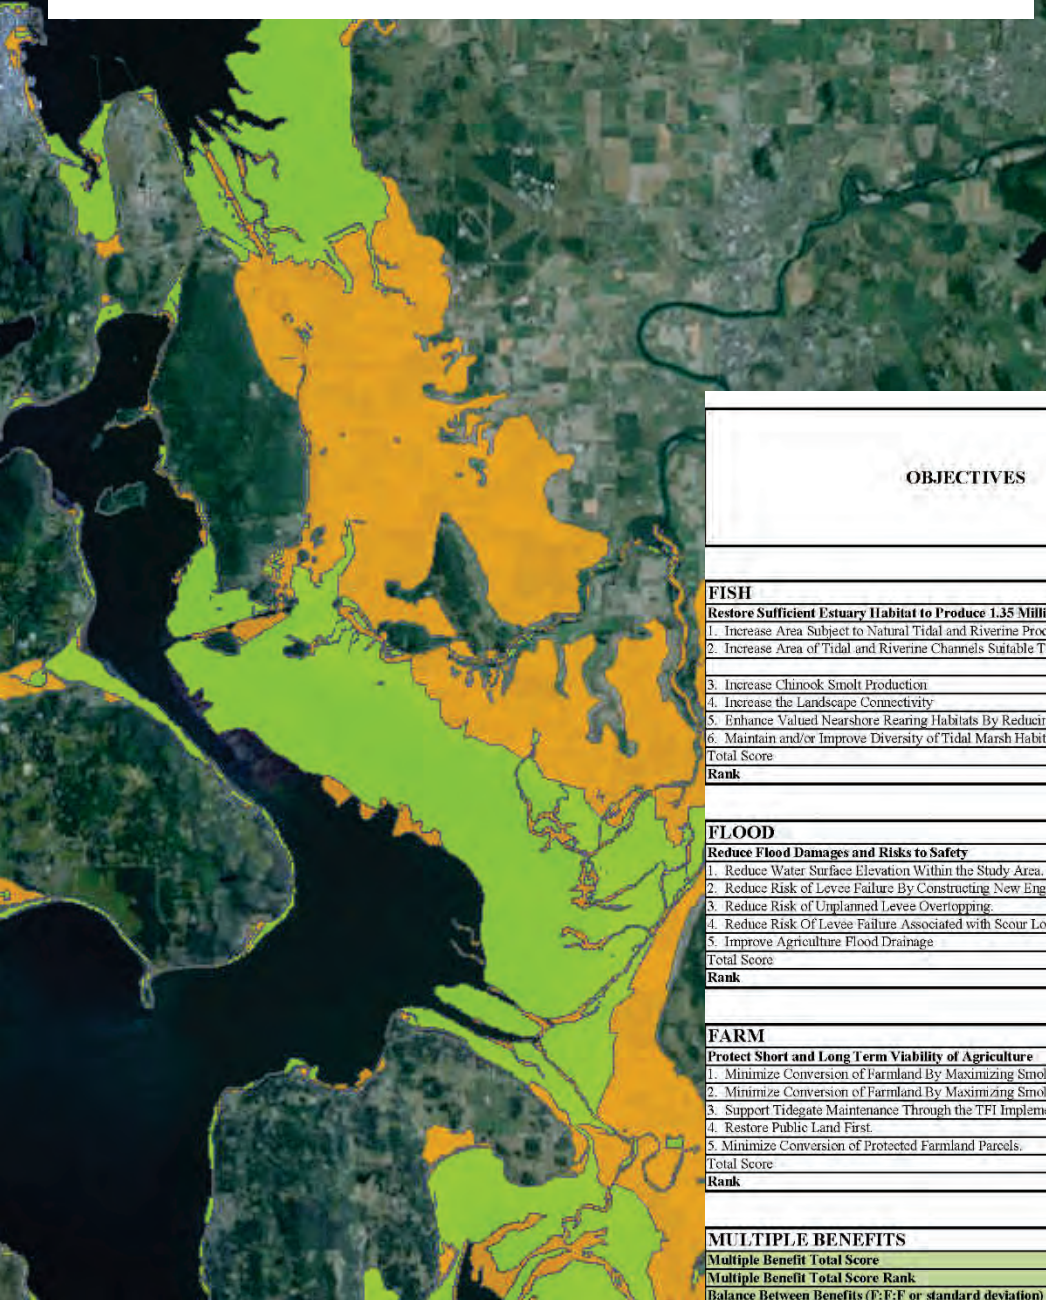 OBJECTIVES
FISH
Restore Sufficient Estuary Habitat to Produce 1.35 Milli
1. Increase Area Subject to Natural Tidal and Riverine Proc
2. Increase Area of Tidal and Riverine Channels Suitable T
3. Increase Chinook Smolt Production
4. Increase the Landscape Connectivity
5. Enhance Valued Nearshore Rearing Habitats By Reducin
6. Maintain and/or Improve Diversity of Tidal Marsh Habit
Total Score
Rank
FLOOD
Reduce Flood Damages and Risks to Safety
1. Reduce Water Surface Elevation Within the Study Area.
2. Reduce Risk of Levee Failure By Constructing New Eng
3. Reduce Risk of Unplanned Levee Overtopping.
4. Reduce Risk Of Levee Failure Associated with Scour Lo
5. Improve Agriculture Flood Drainage
Total Score
Rank
FARM
Protect Short and Long Term Viability of Agriculture
1. Minimize Conversion of Farmland By Maximizing Smol
2. Minimize Conversion of Farmland By Maximizing Smol
3. Support Tidegate Maintenance Through the TFI Impleme
4. Restore Public Land First.
5. Minimize Conversion of Protected Farmland Parcels.
Total Score
Rank
MULTIPLE BENEFITS
Multiple Benefit Total Score
Multiple Benefit Total Score Rank
Balance Between Benefits (F:F:F or standard deviation)